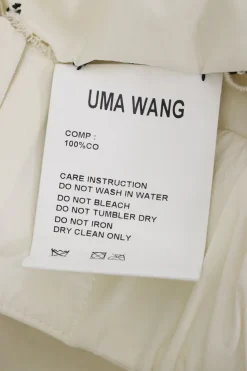 UMA WANG
COMP :
100%CO
CARE INSTRUCTION
DO NOT WASH IN WATER
DO NOT BLEACH
DO NOT TUMBLER DRY
DO NOT IRON
DRY CLEAN ONLY